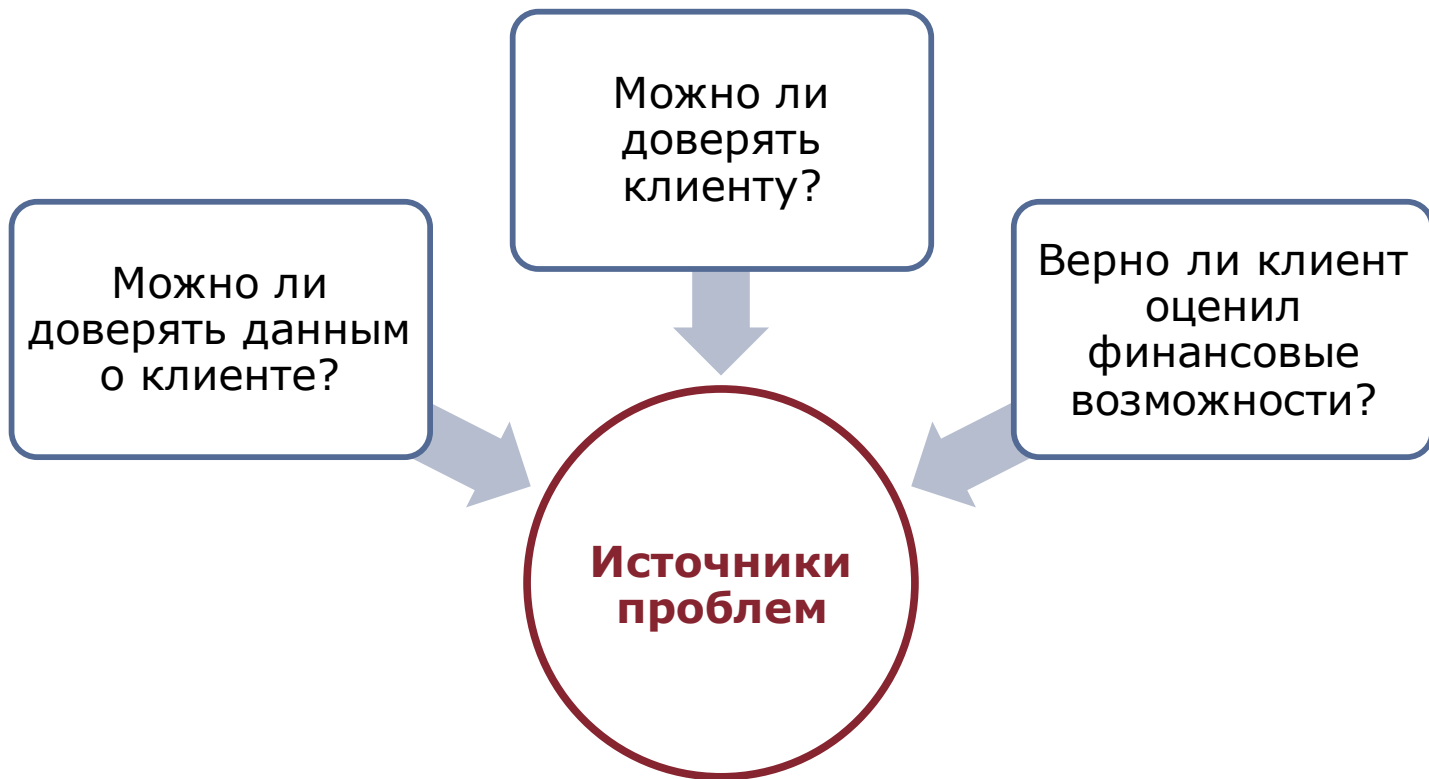 Можно ли
доверять
клиенту?
Можно ли
доверять данным
о клиенте?
Верно ли клиент
оценил
финансовые
возможности?
Источники
проблем